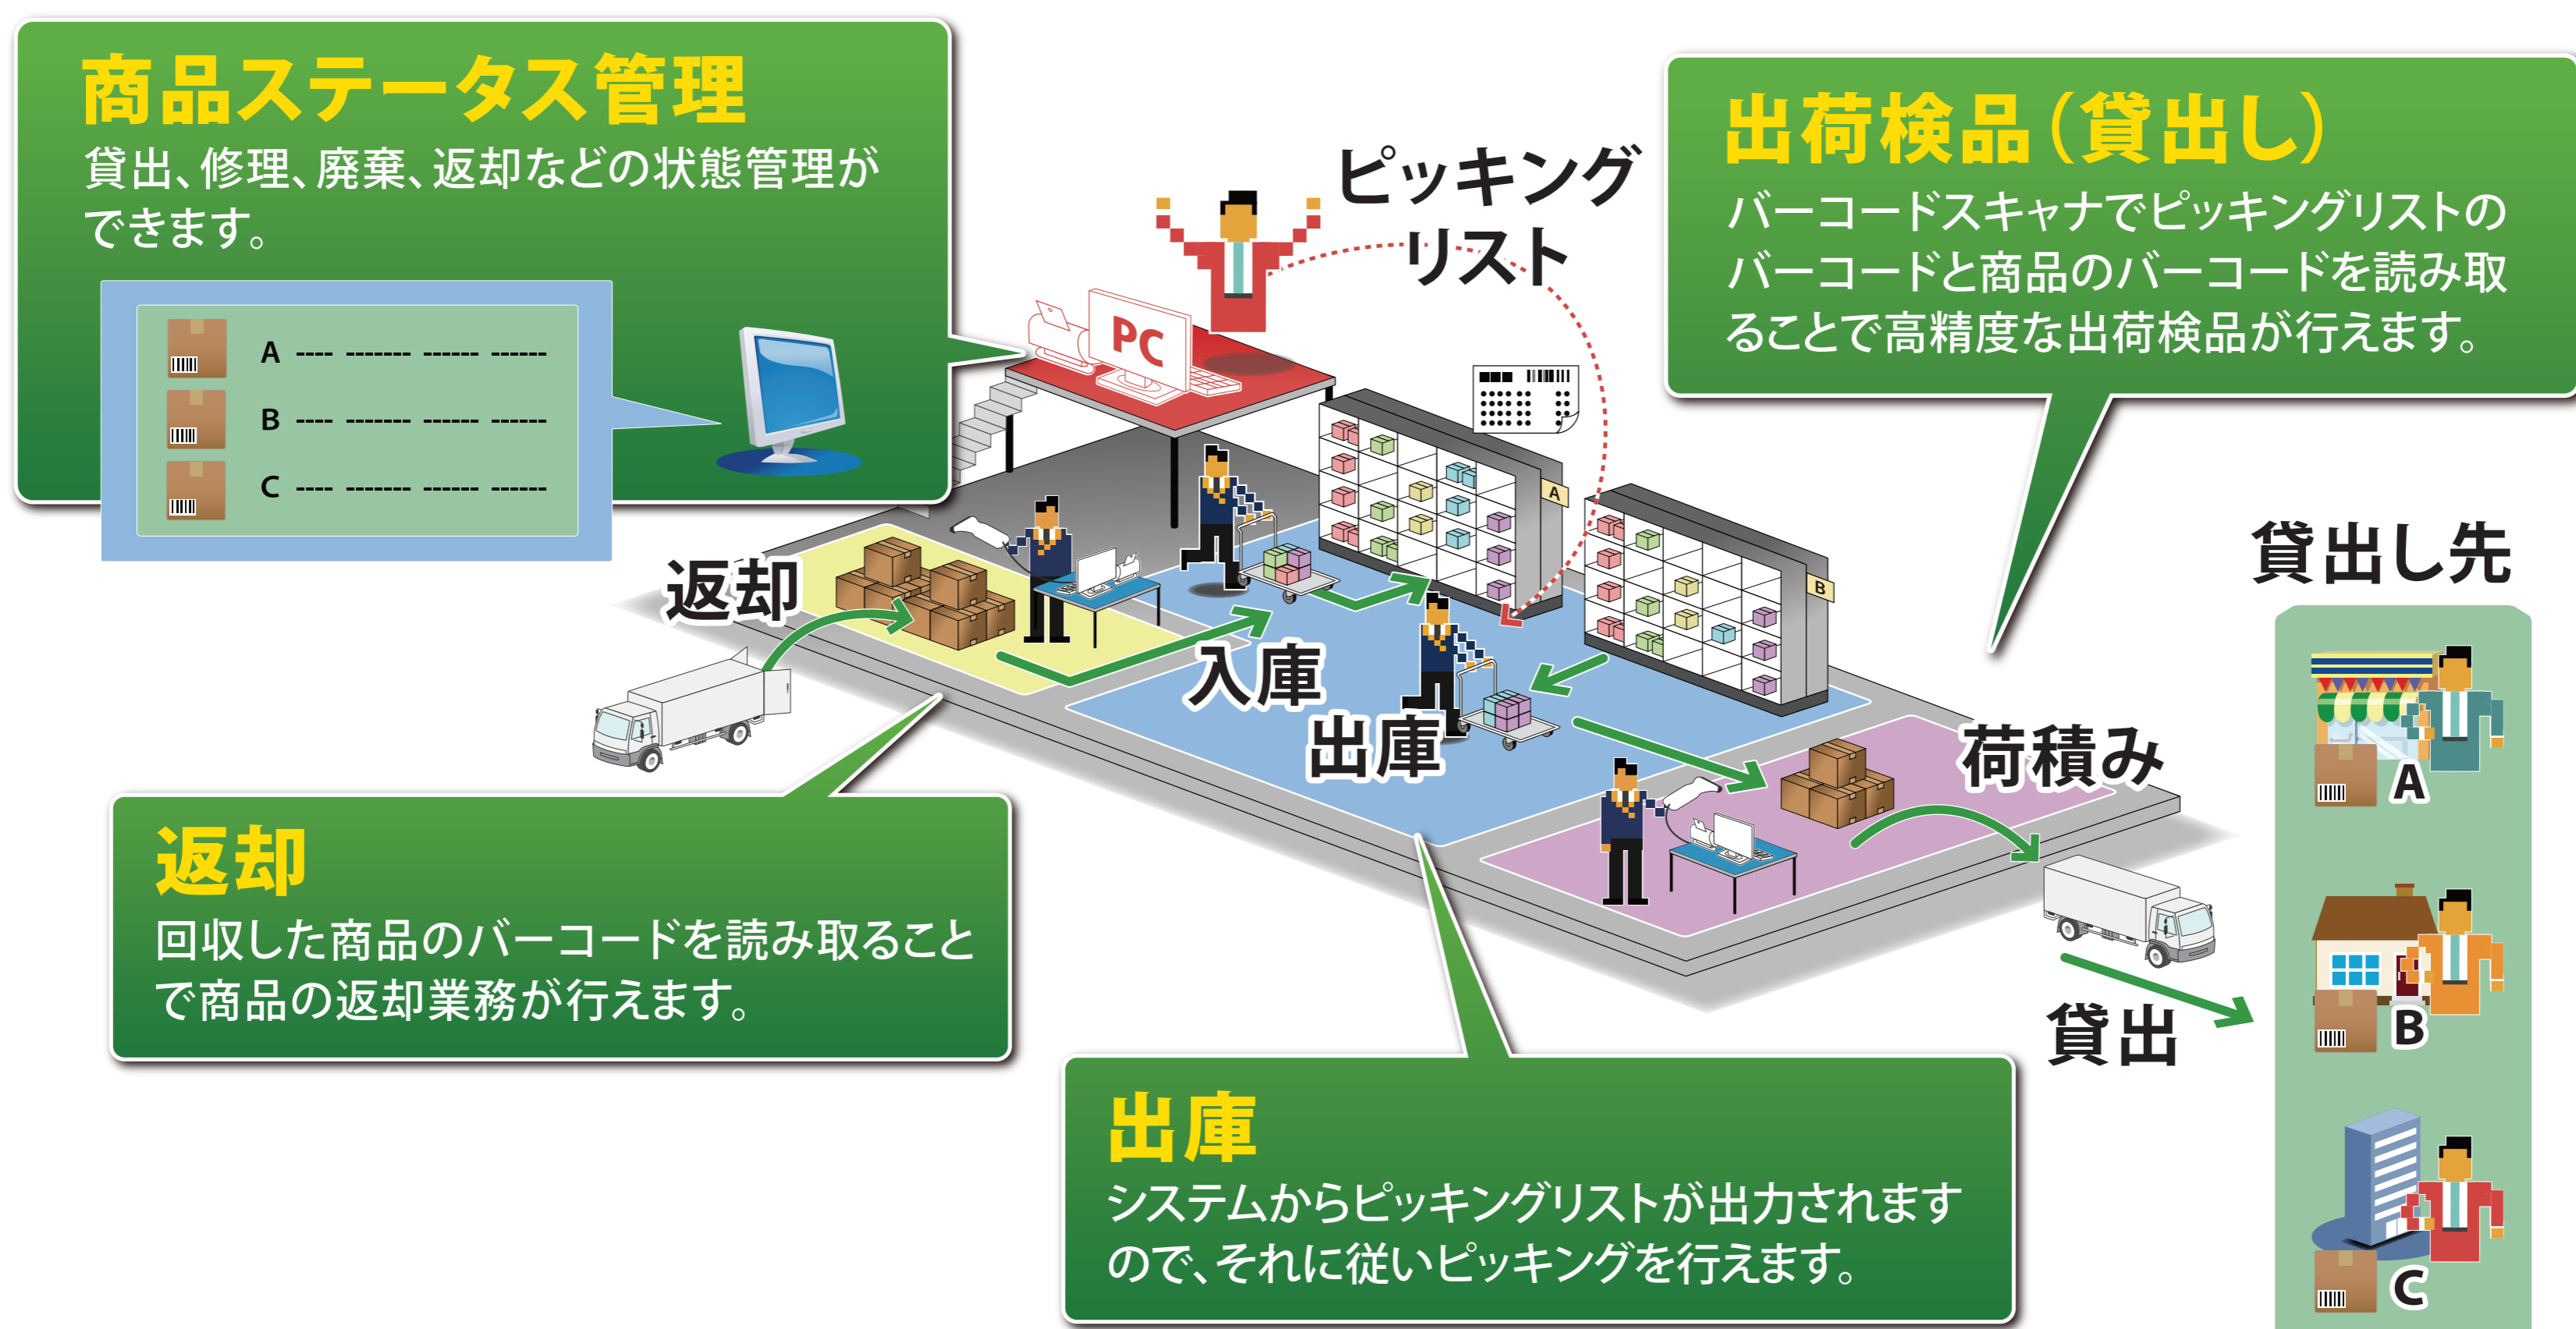 商品ステータス管理
貸出、修理、廃棄、返却などの状態管理が
できます。
A ---- ------- ------ ------
B ---- ------- ------ ------
C ---- ------- ------ ------
PC
ピッキング
リスト
出荷検品（貸出し）
バーコードスキャナでピッキングリストの
バーコードと商品のバーコードを読み取
ることで高精度な出荷検品が行えます。
A
B
返却
入庫
出庫
荷積み
貸出
貸出し先
A
B
C
返却
回収した商品のバーコードを読み取ること
で商品の返却業務が行えます。
出庫
システムからピッキングリストが出力されます
ので、それに従いピッキングを行えます。